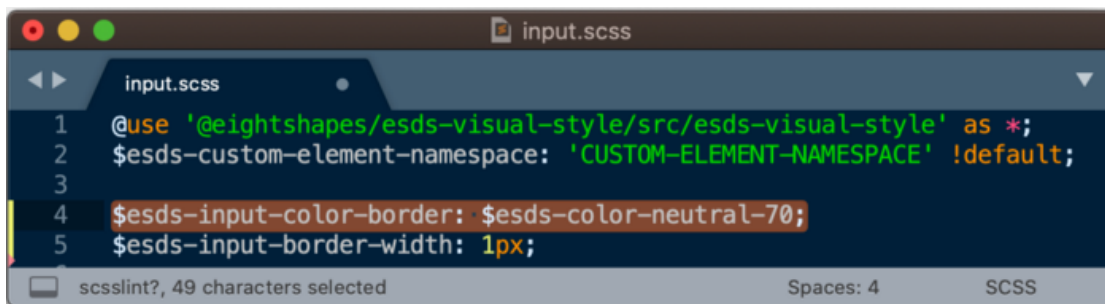 input.scss
input.scss
1 @use '@eightshapes/esds-visual-style/src/esds-visual-style' as *;
2 $esds-custom-element-namespace: 'CUSTOM-ELEMENT-NAMESPACE' !default;
3
4 $esds-input-color-border: $esds-color-neutral-70;
5 $esds-input-border-width: 1px;
scsslint?, 49 characters selected Spaces: 4 SCSS